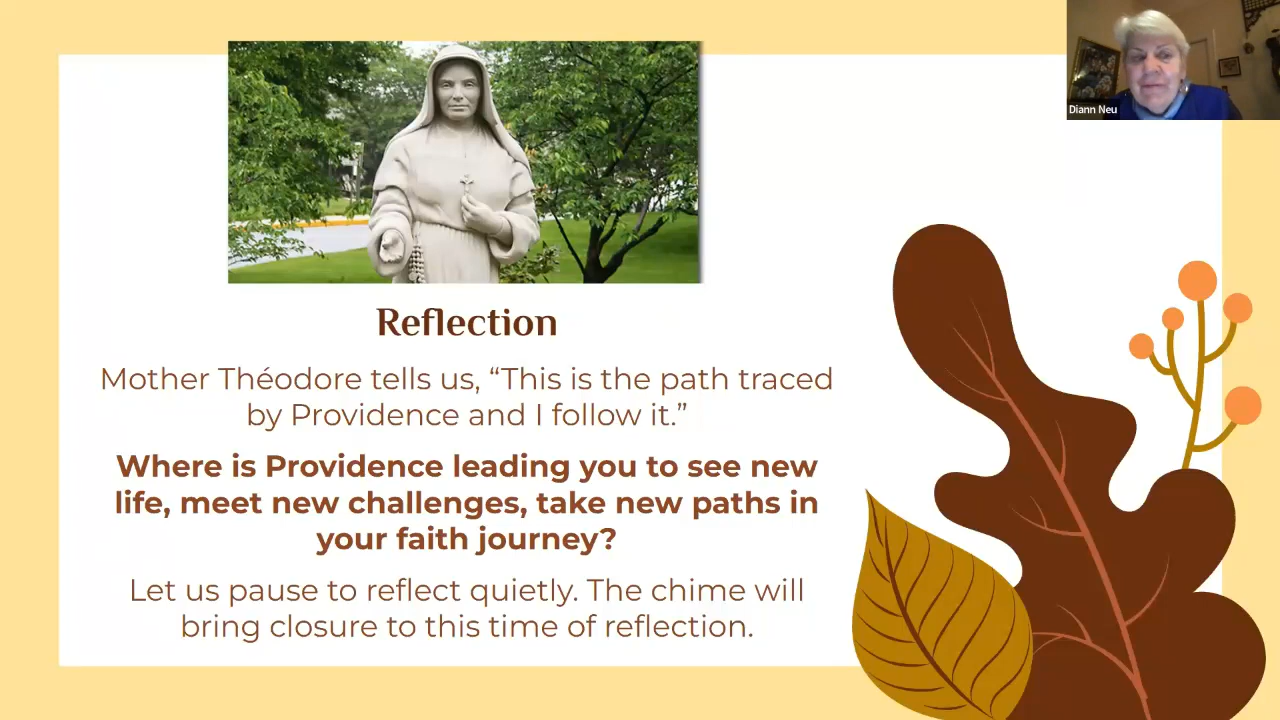 Diann Neu
Reflection
Mother Théodore tells us, “This is the path traced
by Providence and I follow it.”
Where is Providence leading you to see new
life, meet new challenges, take new paths in
your faith journey?
Let us pause to reflect quietly. The chime will
bring closure to this time of reflection.